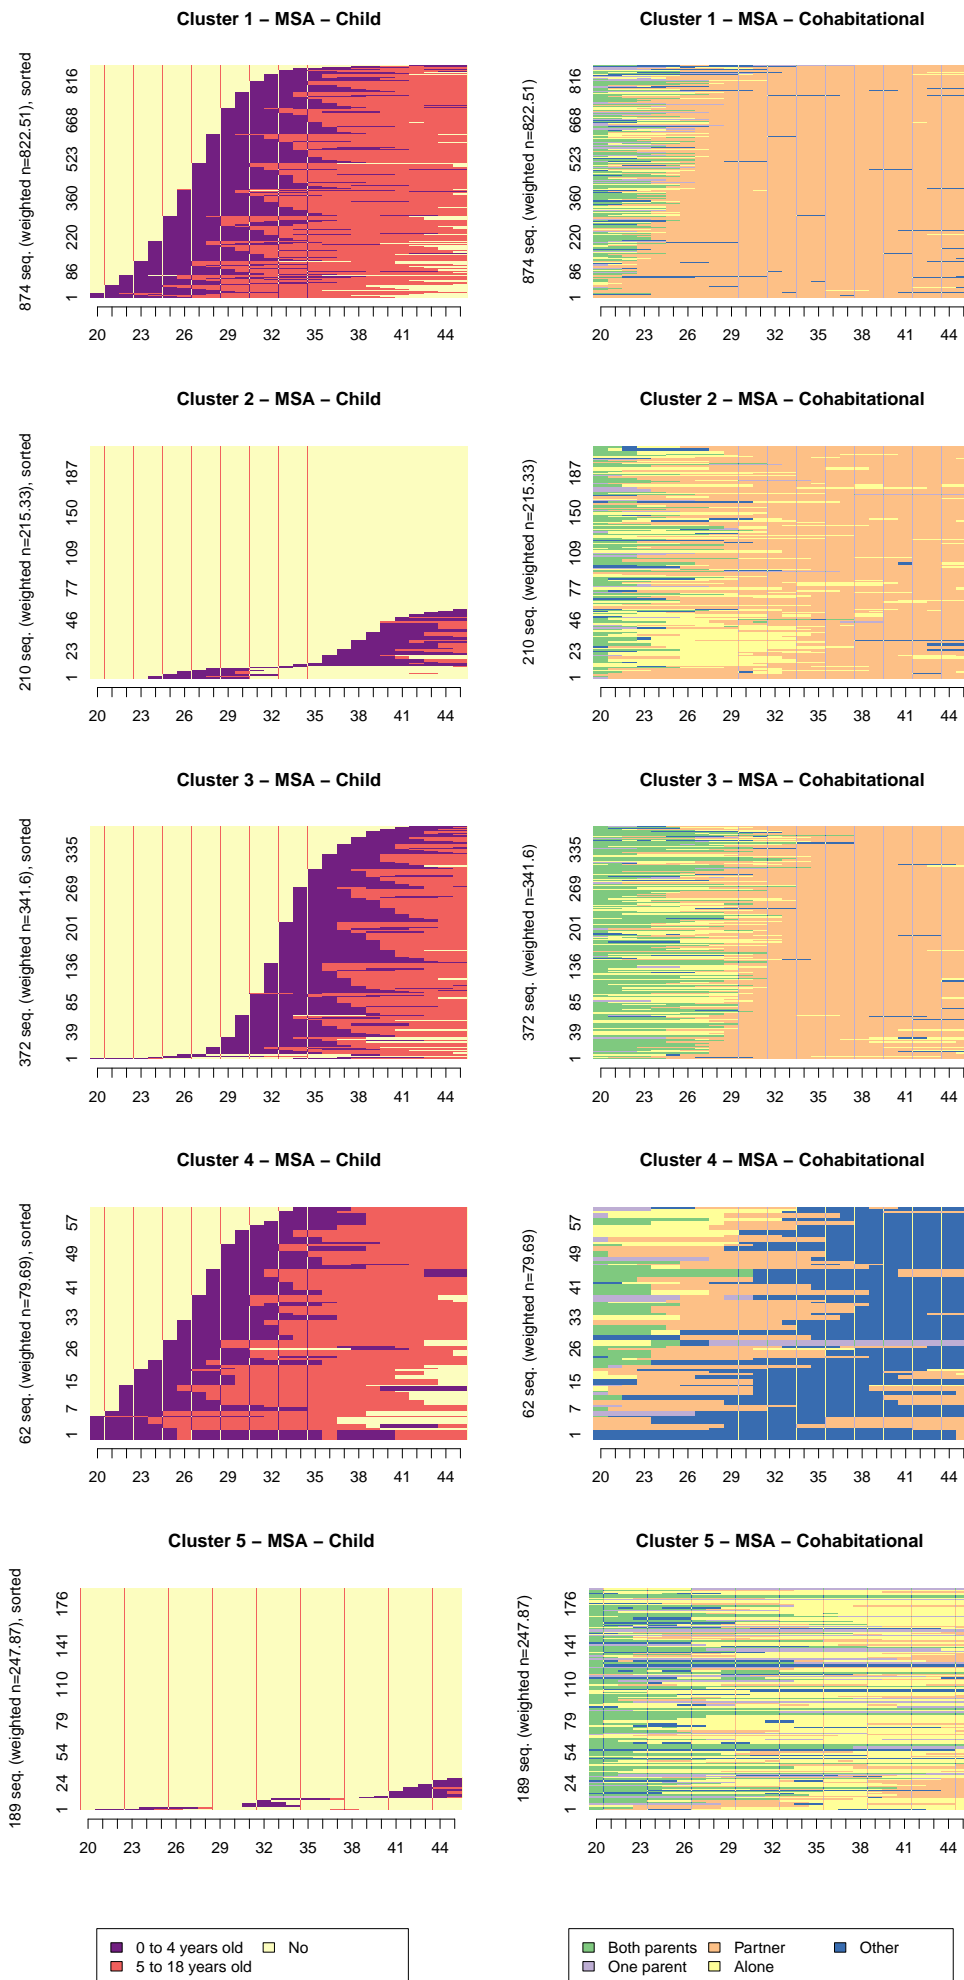 Cluster 1 – MSA – Child
Cluster 1 – MSA – Cohabitational
874 seq. (weighted n=822.51), sorted
1 86 220 360 523 668 816
20 23 26 29 32 35 38 41 44
874 seq. (weighted n=822.51)
1 86 220 360 523 668 816
20 23 26 29 32 35 38 41 44
Cluster 2 – MSA – Child
Cluster 2 – MSA – Cohabitational
210 seq. (weighted n=215.33), sorted
1 23 46 77 109 150 187
20 23 26 29 32 35 38 41 44
210 seq. (weighted n=215.33)
1 23 46 77 109 150 187
20 23 26 29 32 35 38 41 44
Cluster 3 – MSA – Child
Cluster 3 – MSA – Cohabitational
372 seq. (weighted n=341.6), sorted
1 39 85 136 201 269 335
20 23 26 29 32 35 38 41 44
372 seq. (weighted n=341.6)
1 39 85 136 201 269 335
20 23 26 29 32 35 38 41 44
Cluster 4 – MSA – Child
Cluster 4 – MSA – Cohabitational
62 seq. (weighted n=79.69), sorted
1 7 15 26 33 41 49 57
20 23 26 29 32 35 38 41 44
62 seq. (weighted n=79.69)
1 7 15 26 33 41 49 57
20 23 26 29 32 35 38 41 44
Cluster 5 – MSA – Child
Cluster 5 – MSA – Cohabitational
189 seq. (weighted n=247.87), sorted
1 24 54 79 110 141 176
20 23 26 29 32 35 38 41 44
189 seq. (weighted n=247.87)
1 24 54 79 110 141 176
20 23 26 29 32 35 38 41 44
0 to 4 years old No
5 to 18 years old
Both parents Partner Other
One parent Alone